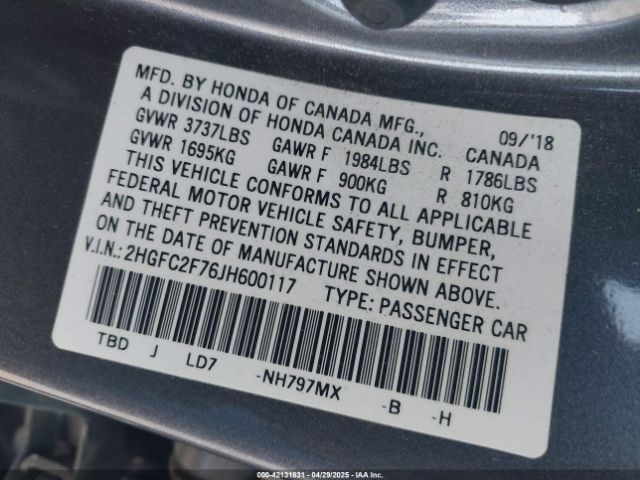 MFD. BY HONDA OF CANADA MFG., 09/'18
A DIVISION OF HONDA CANADA INC. CANADA
GVWR 3737LBS GAWR F 1984LBS R 1786LBS
GVWR 1695KG GAWR F 900KG R 810KG
THIS VEHICLE CONFORMS TO ALL APPLICABLE
FEDERAL MOTOR VEHICLE SAFETY, BUMPER,
AND THEFT PREVENTION STANDARDS IN EFFECT
ON THE DATE OF MANUFACTURE SHOWN ABOVE.
V.I.N.: 2HGFC2F76JH600117 TYPE: PASSENGER CAR
TBD J LD7 -NH797MX -B -H
000-42131831 - 04/29/2025 - IAA Inc.